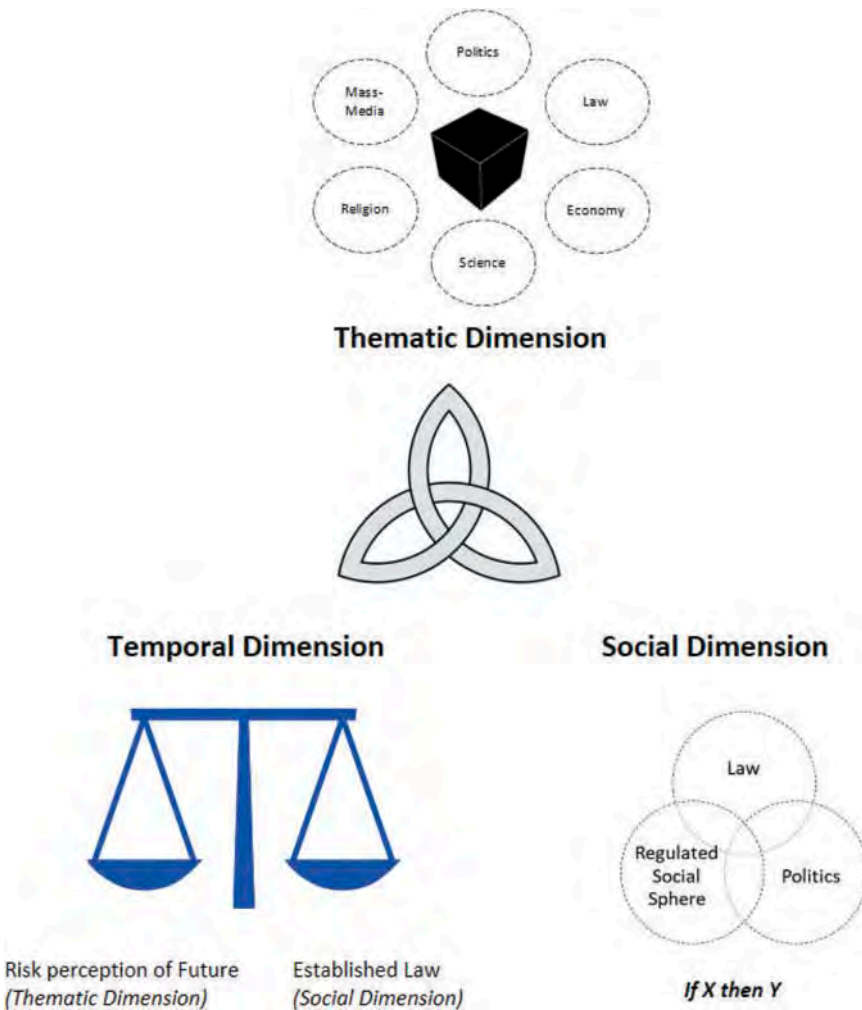 Politics
Mass-
Media
Law
Religion
Economy
Science
Thematic Dimension
Temporal Dimension
Social Dimension
Law
Regulated
Social
Sphere
Politics
Risk perception of Future
(Thematic Dimension)
Established Law
(Social Dimension)
If X then Y